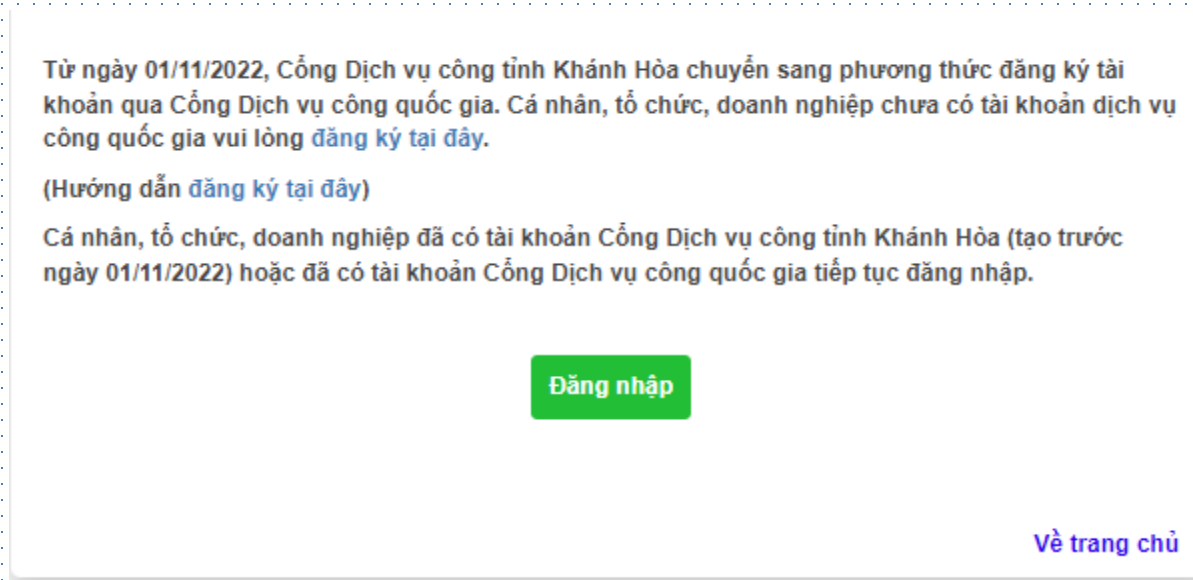 Từ ngày 01/11/2022, Cổng Dịch vụ công tỉnh Khánh Hòa chuyển sang phương thức đăng ký tài
khoản qua Cổng Dịch vụ công quốc gia. Cá nhân, tổ chức, doanh nghiệp chưa có tài khoản dịch vụ
công quốc gia vui lòng đăng ký tại đây.
(Hướng dẫn đăng ký tại đây)
Cá nhân, tổ chức, doanh nghiệp đã có tài khoản Cổng Dịch vụ công tỉnh Khánh Hòa (tạo trước
ngày 01/11/2022) hoặc đã có tài khoản Cổng Dịch vụ công quốc gia tiếp tục đăng nhập.
Đăng nhập
Về trang chủ